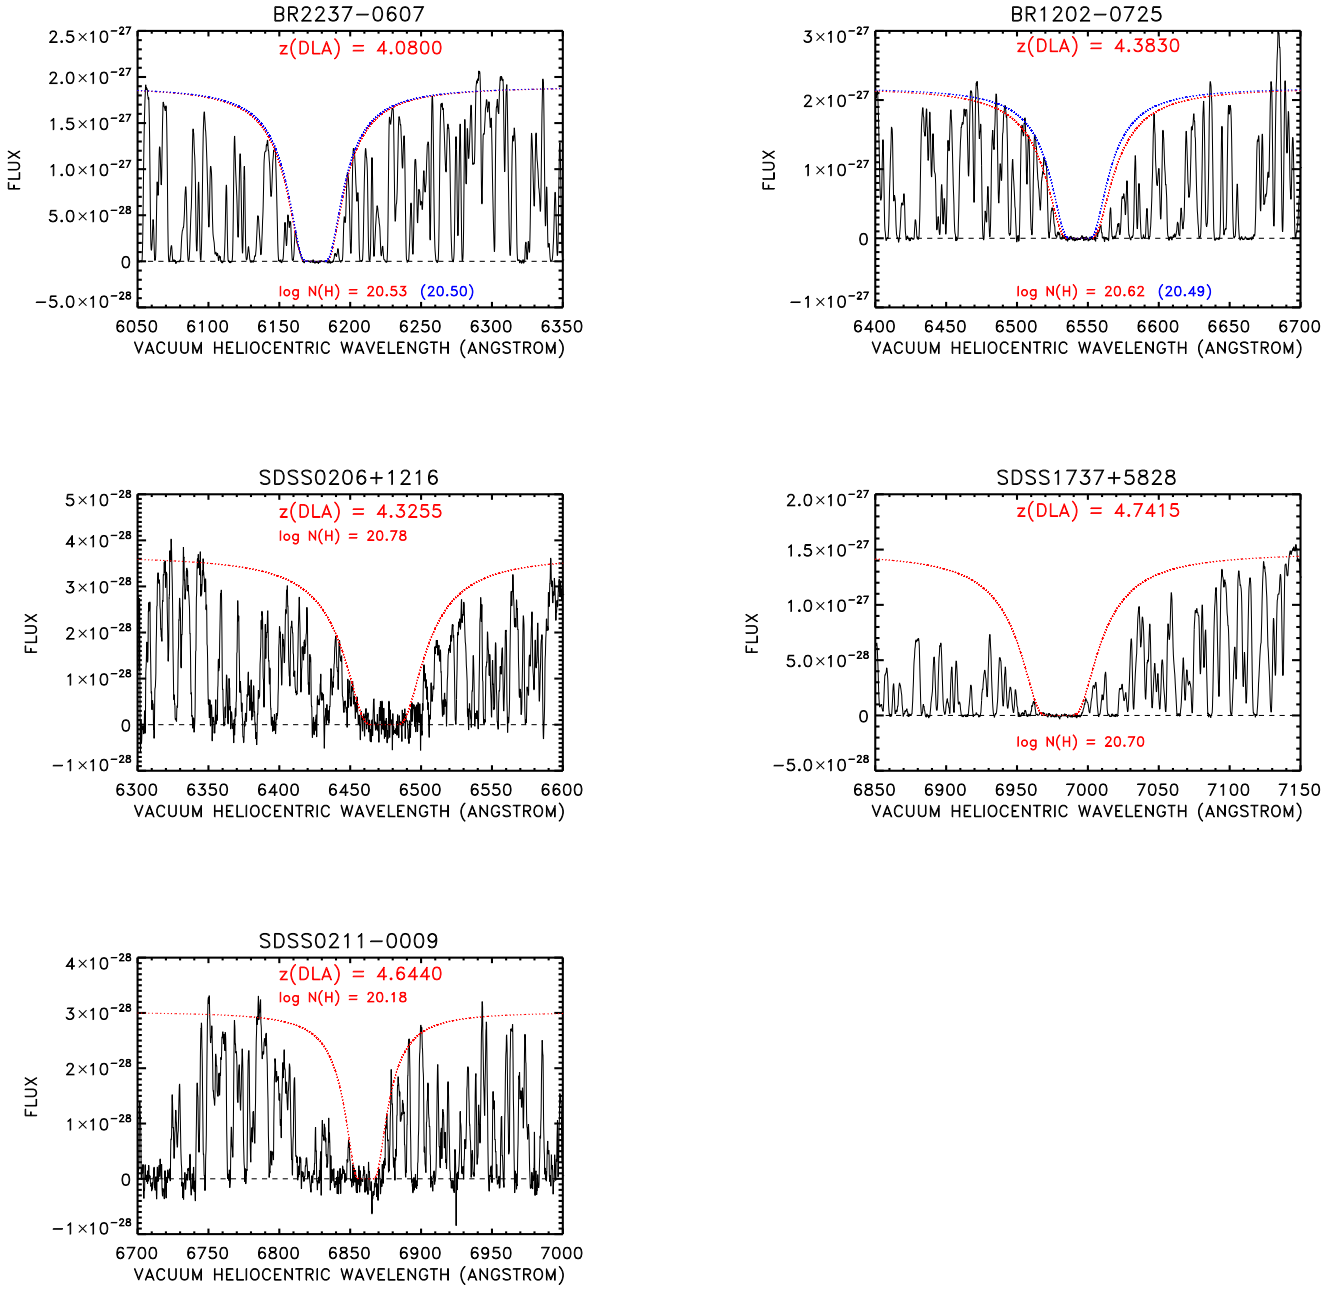 BR2237-0607
z(DLA) = 4.0800
2.5×10⁻²⁷
2.0×10⁻²⁷
1.5×10⁻²⁷
1.0×10⁻²⁷
5.0×10⁻²⁸
0
−5.0×10⁻²⁸
FLUX
log N(H) = 20.53 (20.50)
6050 6100 6150 6200 6250 6300 6350
VACUUM HELIOCENTRIC WAVELENGTH (ANGSTROM)
BR1202-0725
z(DLA) = 4.3830
3×10⁻²⁷
2×10⁻²⁷
1×10⁻²⁷
0
−1×10⁻²⁷
FLUX
log N(H) = 20.62 (20.49)
6400 6450 6500 6550 6600 6650 6700
VACUUM HELIOCENTRIC WAVELENGTH (ANGSTROM)
SDSS0206+1216
z(DLA) = 4.3255
log N(H) = 20.78
5×10⁻²⁸
4×10⁻²⁸
3×10⁻²⁸
2×10⁻²⁸
1×10⁻²⁸
0
−1×10⁻²⁸
FLUX
6300 6350 6400 6450 6500 6550 6600
VACUUM HELIOCENTRIC WAVELENGTH (ANGSTROM)
SDSS1737+5828
z(DLA) = 4.7415
2.0×10⁻²⁷
1.5×10⁻²⁷
1.0×10⁻²⁷
5.0×10⁻²⁸
0
−5.0×10⁻²⁸
FLUX
log N(H) = 20.70
6850 6900 6950 7000 7050 7100 7150
VACUUM HELIOCENTRIC WAVELENGTH (ANGSTROM)
SDSS0211-0009
z(DLA) = 4.6440
log N(H) = 20.18
4×10⁻²⁸
3×10⁻²⁸
2×10⁻²⁸
1×10⁻²⁸
0
−1×10⁻²⁸
FLUX
6700 6750 6800 6850 6900 6950 7000
VACUUM HELIOCENTRIC WAVELENGTH (ANGSTROM)